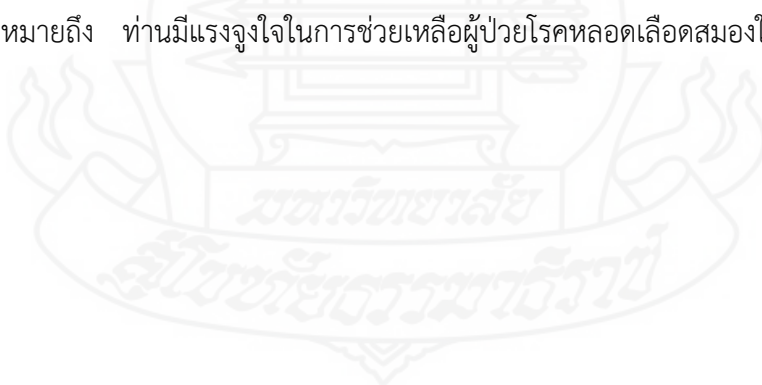 หมายถึง ท่านมีแรงจูงใจในการช่วยเหลือผู้ป่วยโรคหลอดเลือดสมองใ
มหาวิทยาลัย
สุโขทัยธรรมาธิราช